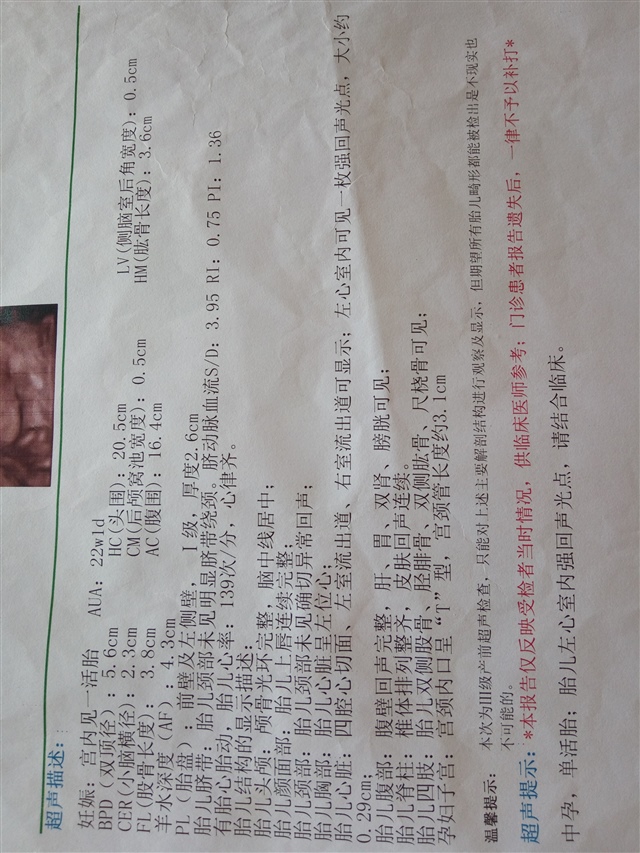 超声描述：
妊娠：宫内见一活胎 AUA：22w1d
BPD（双顶径）：5.6cm HC(头围)：20.5cm LV(侧脑室后角宽度)：0.5cm
CER(小脑横径)：2.3cm CM(后颅窝池宽度)：0.5cm HM(肱骨长度)：3.6cm
FL(股骨长度)：3.8cm AC(腹围)：16.4cm
羊水深度（AF）：4.3cm
PL（胎盘）：前壁及左侧壁，Ⅰ级，厚度2.6cm
胎儿脐带：胎儿颈部未见明显脐带绕颈。脐动脉血流S/D：3.95 RI：0.75 PI：1.36
有胎心胎动，胎儿心率：139次/分，心律齐。
胎儿结构的显示描述：
胎儿头颅：颅骨光环完整，脑中线居中；
胎儿颜面部：胎儿上唇连续完整；
胎儿颈部：胎儿颈部未见确切异常回声；
胎儿胸部：胎儿心脏呈左位心；
胎儿心脏：四腔心切面、左室流出道、右室流出道可显示；左心室内可见一枚强回声光点，大小约
0.29cm；
胎儿腹部：腹壁回声完整，肝、胃、双肾、膀胱可见；
胎儿脊柱：椎体排列整齐，皮肤回声连续。
胎儿四肢：胎儿双侧股骨、胫腓骨、双侧肱骨、尺桡骨可见；
孕妇子宫：宫颈内口呈“T”型，宫颈管长度约3.1cm
温馨提示：本次为III级产前超声检查，只能对上述主要解剖结构进行观察及显示，但期望所有胎儿畸形都能被检出是不现实也
不可能的。
*本报告仅反映受检者当时情况，供临床医师参考；门诊患者报告遗失后，一律不予以补打*
超声提示：
中孕，单活胎；胎儿左心室内强回声光点，请结合临床。